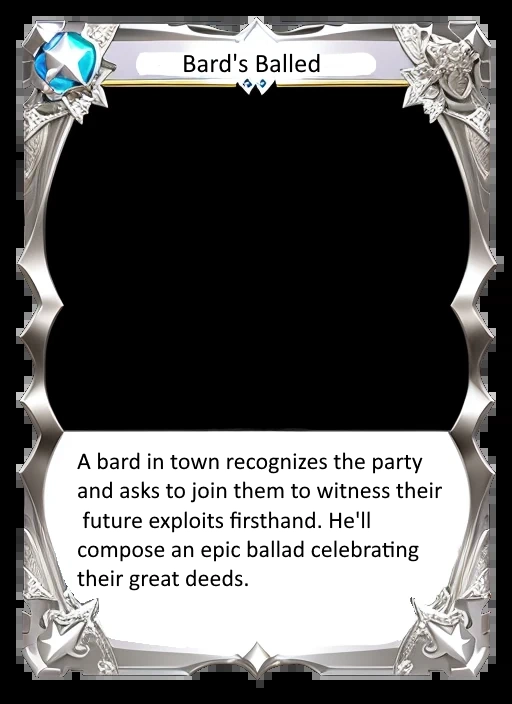 Bard's Balled
A bard in town recognizes the party
and asks to join them to witness their
future exploits firsthand. He'll
compose an epic ballad celebrating
their great deeds.